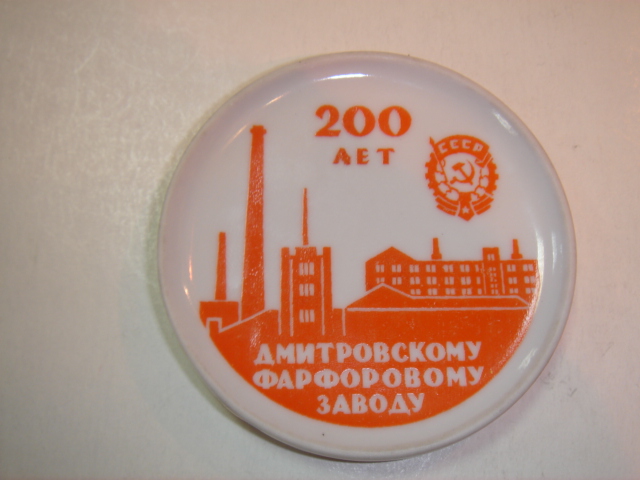 200
ЛЕТ
СССР
ДМИТРОВСКОМУ
ФАРФОРОВОМУ
ЗАВОДУ